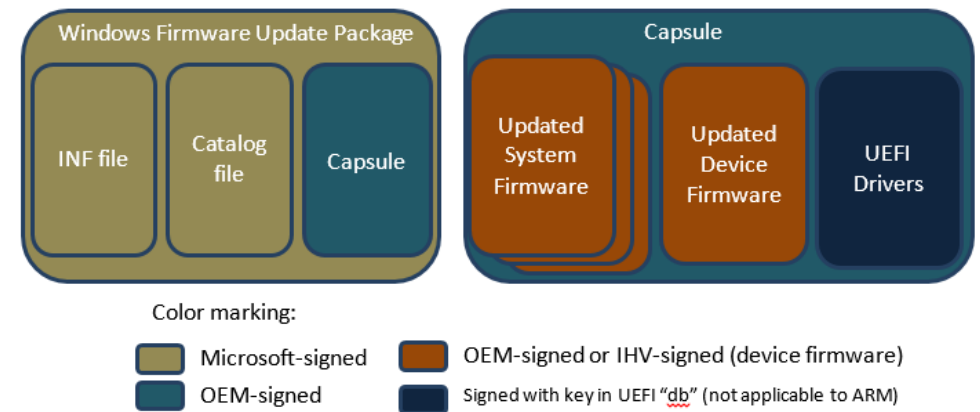 Windows Firmware Update Package
INF file
Catalog
file
Capsule
Capsule
Updated
System
Firmware
Updated
Device
Firmware
UEFI
Drivers
Color marking:
Microsoft-signed
OEM-signed
OEM-signed or IHV-signed (device firmware)
Signed with key in UEFI “db” (not applicable to ARM)